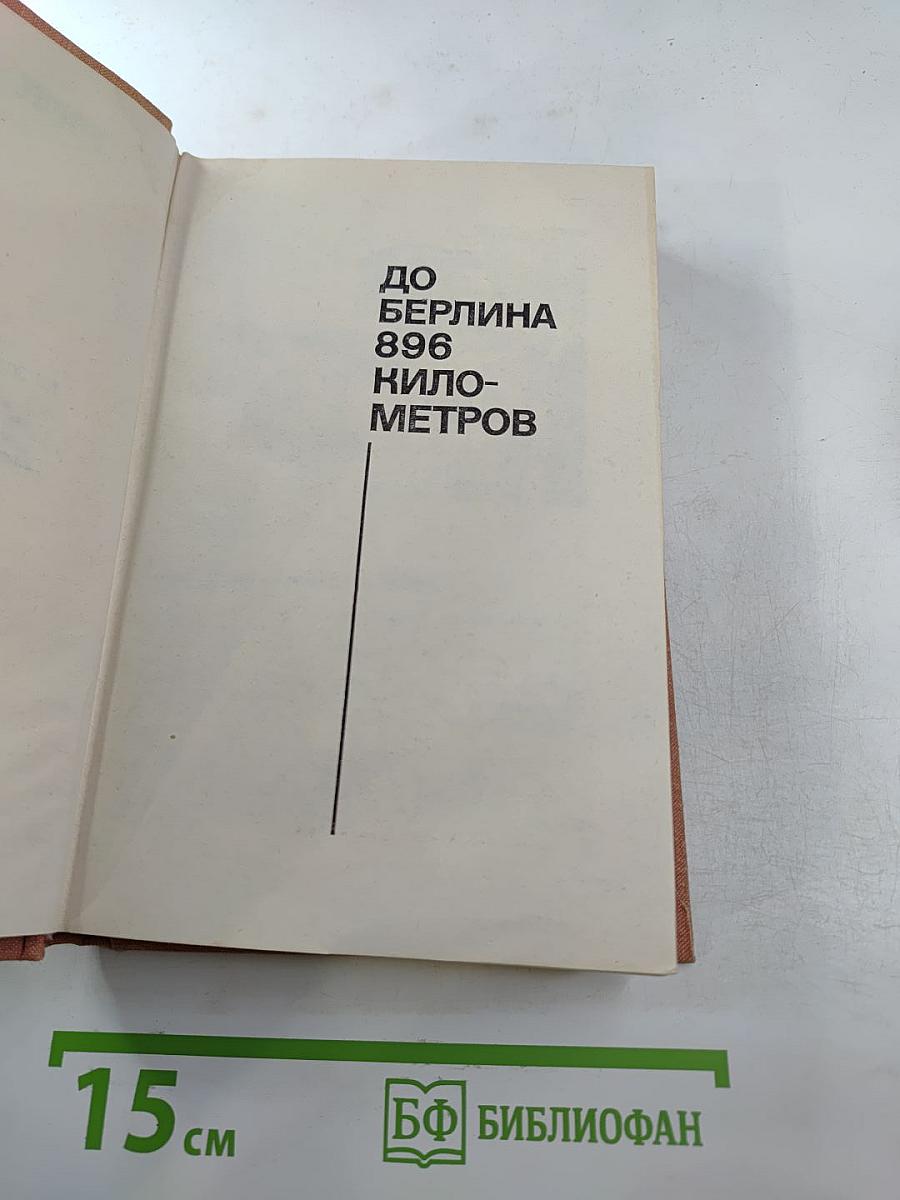 ДО
БЕРЛИНА
896
КИЛО-
МЕТРОВ
15 см
БФ БИБЛИОФАН